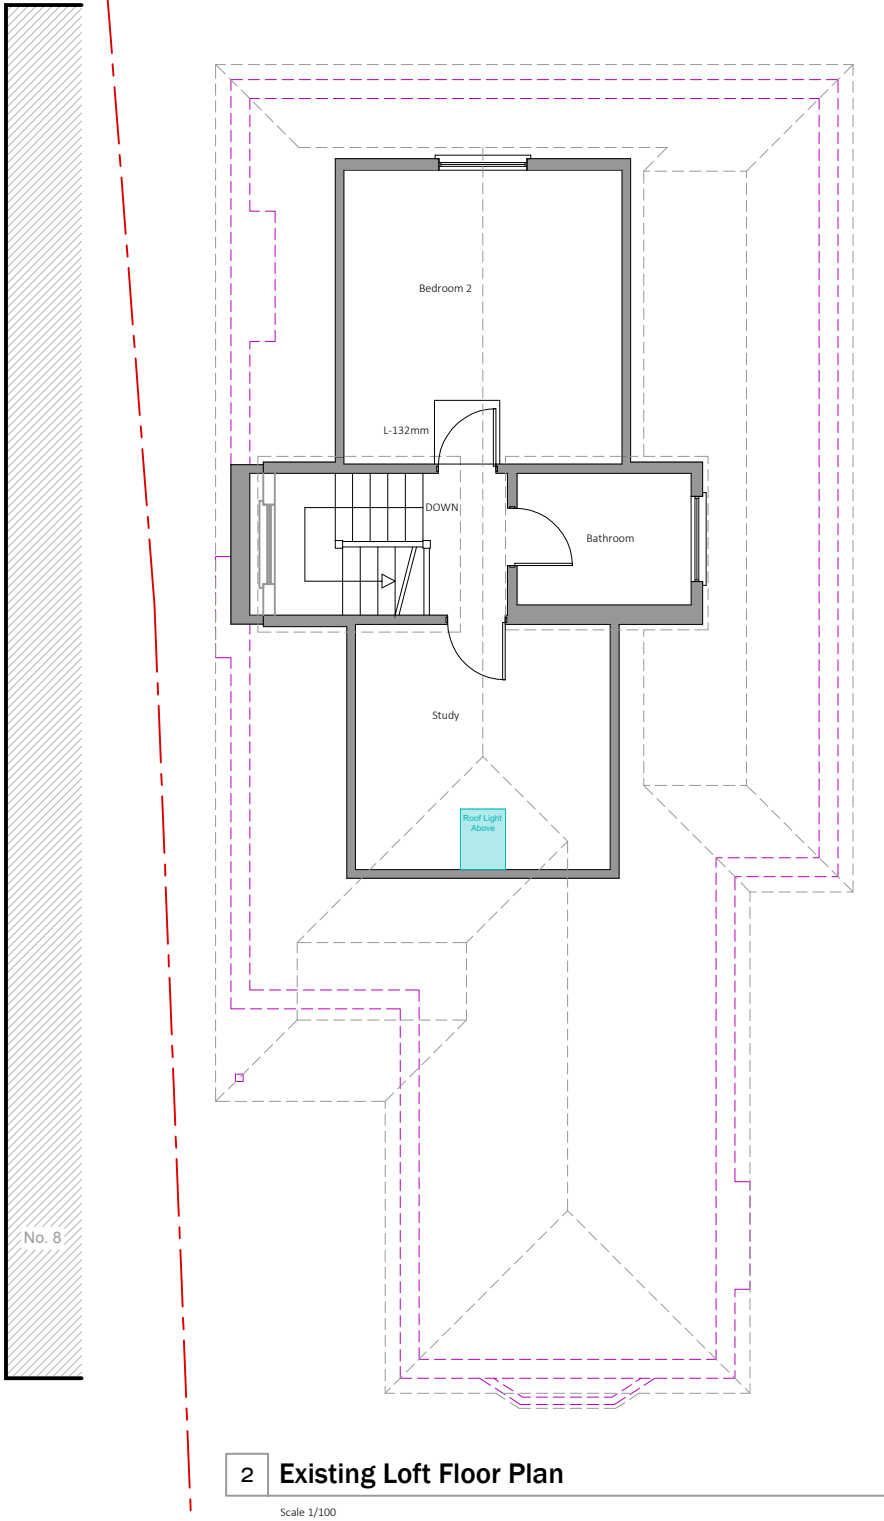 Bedroom 2
L-132mm
DOWN
Bathroom
Study
Roof Light
Above
No. 8
2 Existing Loft Floor Plan
Scale 1/100